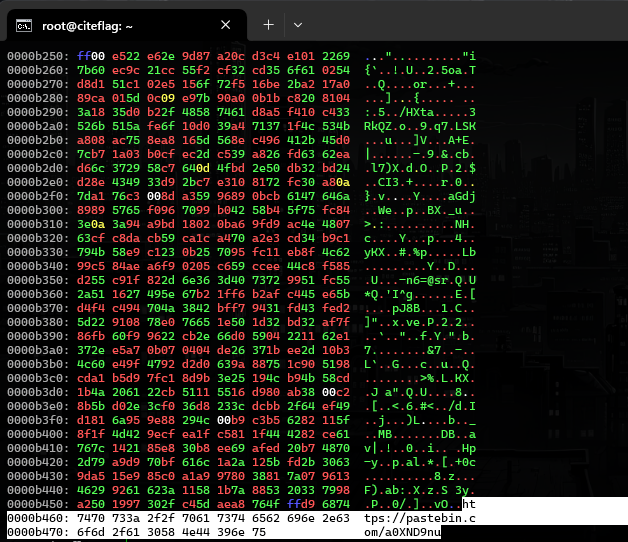 root@citeflag: ~
0000b250: ff00 e522 e62e 9d87 a20c d3c4 e101 2269 ...".........."i
0000b260: 7b60 ec9c 21cc 55f2 cf32 cd35 6f61 0254 {`..!.U..2.5oa.T
0000b270: d8d1 51c1 02e5 156f 72f5 16be 2ba2 17a0 ..Q....or...+...
0000b280: 89ca 015d 0c09 e97b 90a0 0b1b c820 8104 ...]...{..... ..
0000b290: 3a18 35d0 b22f 4858 7461 d8a5 f410 c433 :.5../HXta.....3
0000b2a0: 526b 515a fe6f 10d0 39a4 7137 1f4c 534b RkQZ.o..9.q7.LSK
0000b2b0: a808 ac75 8ea8 165d 568e c496 412b 45d0 ...u...]V...A+E.
0000b2c0: 7cb7 1a03 b0cf ec2d c539 a826 fd63 62ea |......-.9.&.cb.
0000b2d0: d66c 3729 58c7 640d 4fbd 2e50 db32 bd24 .l7)X.d.O..P.2.$
0000b2e0: d28e 4349 33d9 2bc7 e310 8172 fc30 a80a ..CI3.+....r.0..
0000b2f0: 7da1 76c3 008d a359 9689 0bcb 6147 646a }.v....Y....aGdj
0000b300: 8989 5765 f096 7099 b042 58b4 5f75 fc84 ..We..p..BX._u..
0000b310: 3e0a 3a94 a9bd 1802 0ba6 9fd9 ac4e 4807 >.:..........NH.
0000b320: 63cf c8da cb59 ca1c a470 a2e3 cd34 b9c1 c....Y...p...4..
0000b330: 794b 58e9 c123 0b25 7095 fc11 eb8f 4c62 yKX..#.%p.....Lb
0000b340: 99c5 84ae a6f9 0205 c659 ccee 44c8 f585 .........Y..D...
0000b350: d255 c91f 822d 6e36 3d40 7372 9951 fc55 .U...-n6=@sr.Q.U
0000b360: 2a51 1627 495e 67b2 1ff6 b2af c445 e65b *Q.'I^g......E.[
0000b370: d4f4 c494 704a 3842 bff7 9431 fd43 fed2 ....pJ8B...1.C..
0000b380: 5d22 9108 78e0 7665 1e50 1d32 bd32 af7f ]"..x.ve.P.2.2..
0000b390: 86fb 60f9 9622 cb2e 66d0 5904 2211 62e1 ..`.."..f.Y.".b.
0000b3a0: 372e e5a7 0b07 0404 de26 371b ee2d 10b3 7........&7..-..
0000b3b0: 4c60 e49f 4792 d2d0 639a 8875 1c90 5198 L`..G...c..u..Q.
0000b3c0: cda1 b5d9 7fc1 8d9b 3e25 194c b94b 58cd ........>%.L.KX.
0000b3d0: 1b4a 2061 22cb 5111 5516 d980 ab38 00c2 .J a".Q.U....8..
0000b3e0: 8b5b d02e 3cf0 36d8 233c dcbb 2f64 ef49 .[..<.6.#<../d.I
0000b3f0: d181 6a95 9e88 294c 00b9 c3b5 6282 115f ..j...)L....b.._
0000b400: 8f1f 4d42 9ecf ea1f c581 1f44 4288 ce61 ..MB.......DB..a
0000b410: 767c 1421 85e8 30b8 ee69 afed 20b7 4870 v|.!..0..i.. .Hp
0000b420: 2d79 a9d9 70bf 616c 1a2a 125b fd2b 3063 -y..p.al.*.[.+0c
0000b430: 9da5 15e9 85c0 a1a9 9780 3881 7a07 9613 ..........8.z...
0000b440: 4629 9261 623a 1158 1b7a 8853 2033 7998 F).ab:.X.z.S 3y.
0000b450: a250 1997 302f c45d aea8 764f ffd9 6874 .P..0/.]..vO..ht
0000b460: 7470 733a 2f2f 7061 7374 6562 696e 2e63 tps://pastebin.c
0000b470: 6f6d 2f61 3058 4e44 396e 75 om/a0XND9nu